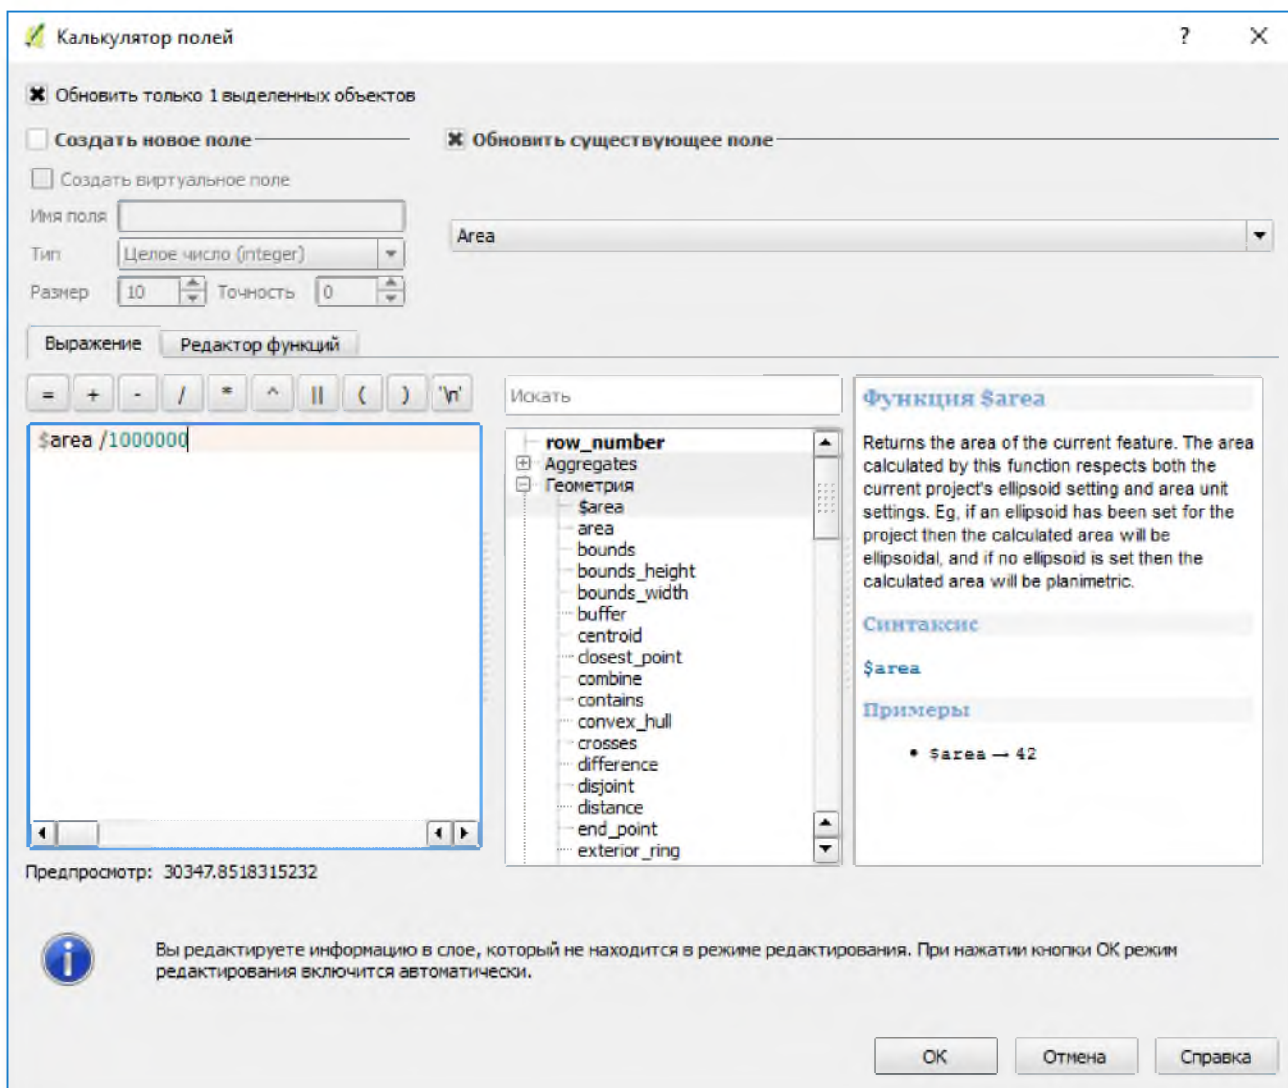 Калькулятор полей
?
Обновить только 1 выделенных объектов
Создать новое поле
Обновить существующее поле
Создать виртуальное поле
Имя поля
Area
Тип Целое число (integer)
Размер 10 Точность 0
Выражение Редактор функций
= + - / * ^ || ( ) '\n'
$area /1000000
Предпросмотр: 30347.8518315232
Искать
row_number
Aggregates
Геометрия
$area
area
bounds
bounds_height
bounds_width
buffer
centroid
closest_point
combine
contains
convex_hull
crosses
difference
disjoint
distance
end_point
exterior_ring
Функция $area
Returns the area of the current feature. The area
calculated by this function respects both the
current project's ellipsoid setting and area unit
settings. Eg, if an ellipsoid has been set for the
project then the calculated area will be
ellipsoidal, and if no ellipsoid is set then the
calculated area will be planimetric.
Синтаксис
$area
Примеры
• $area → 42
Вы редактируете информацию в слое, который не находится в режиме редактирования. При нажатии кнопки ОК режим
редактирования включится автоматически.
ОК Отмена Справка